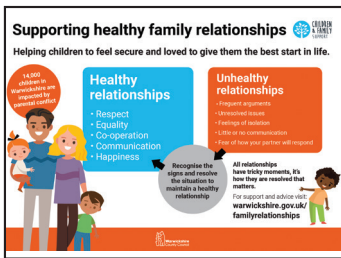 Supporting healthy family relationships
CHILDREN
& FAMILY
SUPPORT
Helping children to feel secure and loved to give them the best start in life.
14,000
children in
Warwickshire are
impacted by
parental conflict
Healthy
relationships
• Respect
• Equality
• Co-operation
• Communication
• Happiness
Unhealthy
relationships
• Frequent arguments
• Unresolved issues
• Feelings of isolation
• Little or no communication
• Fear of how your partner will respond
Recognise the
signs and resolve
the situation to
maintain a healthy
relationship
All relationships
have tricky moments, it's
how they are resolved that
matters.
For support and advice visit:
warwickshire.gov.uk/
familyrelationships
Warwickshire
County Council